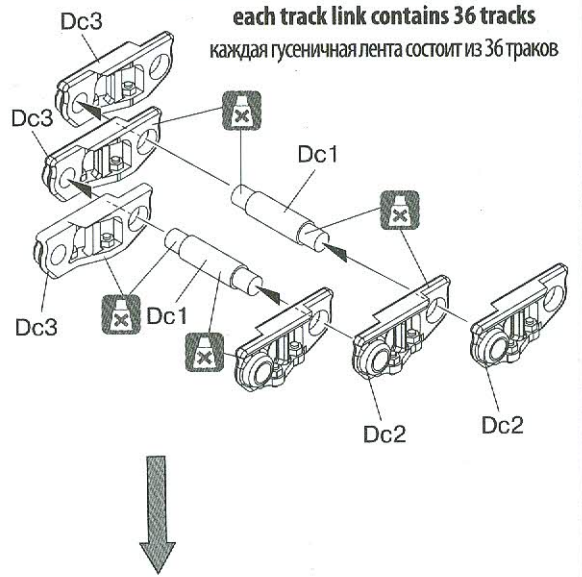 each track link contains 36 tracks
каждая гусеничная лента состоит из 36 траков
Dc3
Dc3
Dc1
Dc3
Dc1
Dc2
Dc2